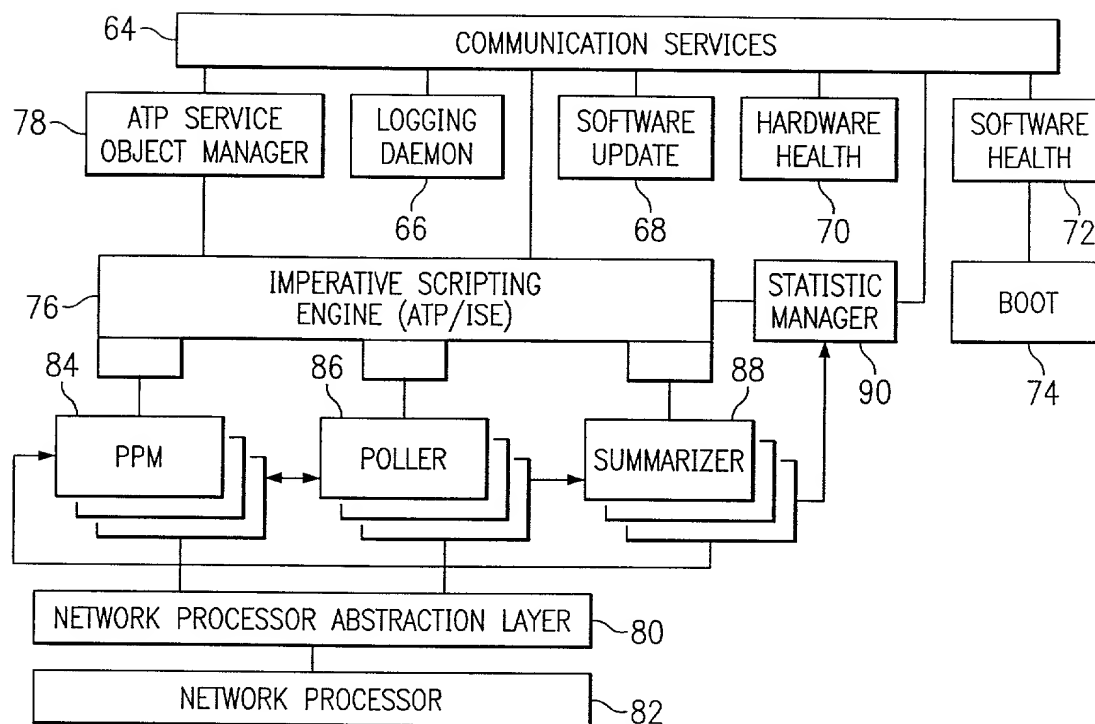 64
COMMUNICATION SERVICES
78
ATP SERVICE
OBJECT MANAGER
LOGGING
DAEMON
66
SOFTWARE
UPDATE
68
HARDWARE
HEALTH
70
SOFTWARE
HEALTH
72
76
IMPERATIVE SCRIPTING
ENGINE (ATP/ISE)
STATISTIC
MANAGER
90
BOOT
74
84
PPM
86
POLLER
88
SUMMARIZER
NETWORK PROCESSOR ABSTRACTION LAYER
80
NETWORK PROCESSOR
82